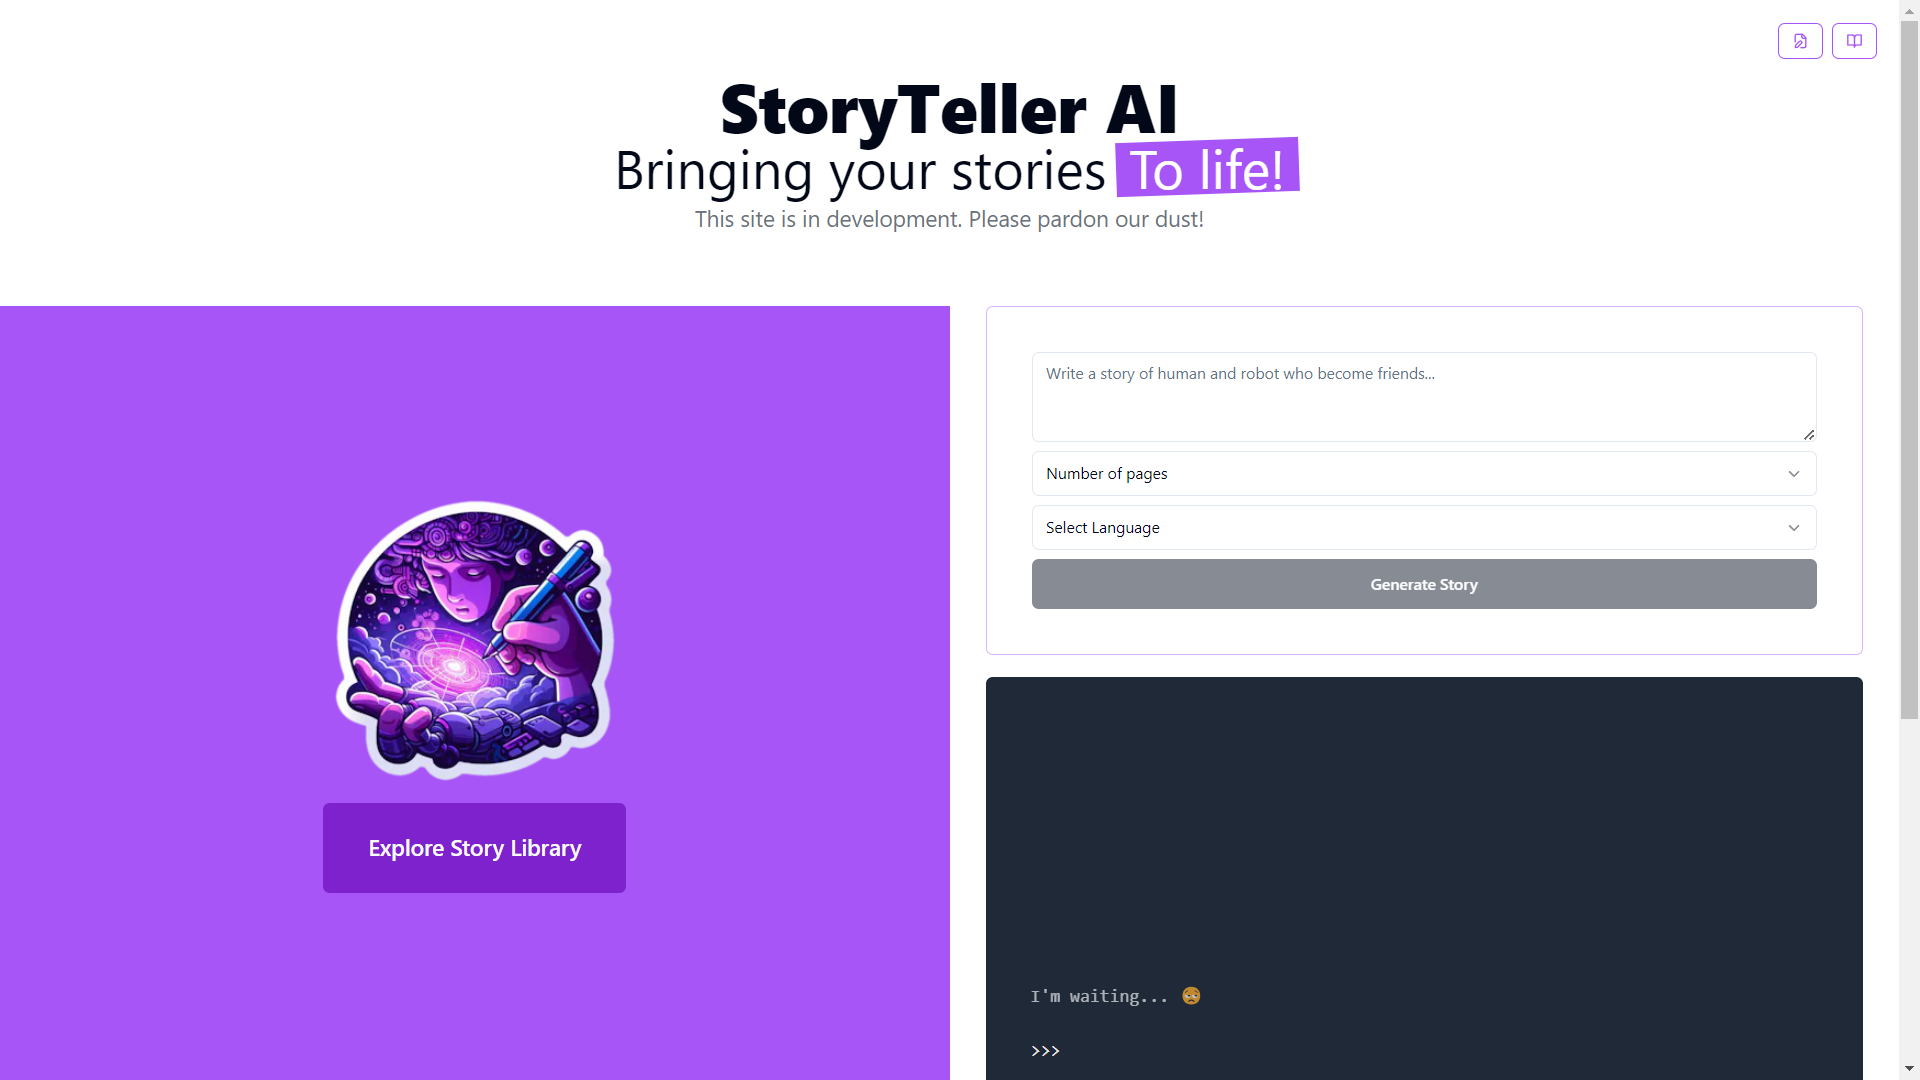 StoryTeller AI
Bringing your stories To life!
This site is in development. Please pardon our dust!
Write a story of human and robot who become friends...
Number of pages
Select Language
Generate Story
Explore Story Library
I'm waiting... 😩
>>>